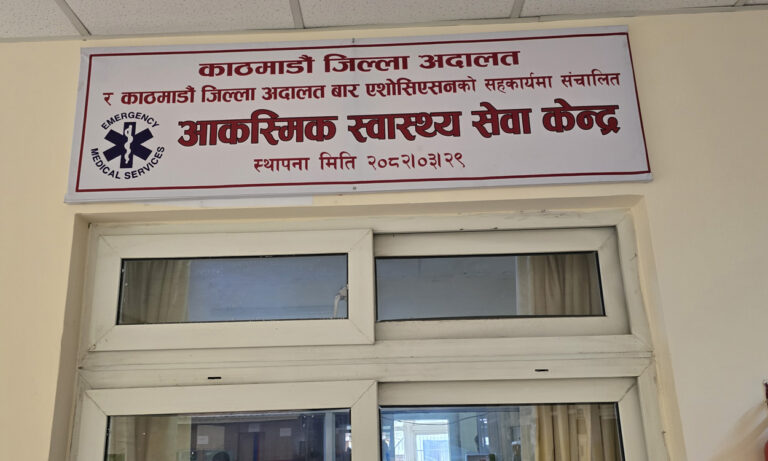 काठमाडौ जिल्ला अदालत
र काठमाडौ जिल्ला अदालत बार एशोसिएसनको सहकार्यमा संचालित
आकस्मिक स्वास्थ्य सेवा केन्द्र
स्थापना मिति २०८२।०३।२९
EMERGENCY
MEDICAL SERVICES